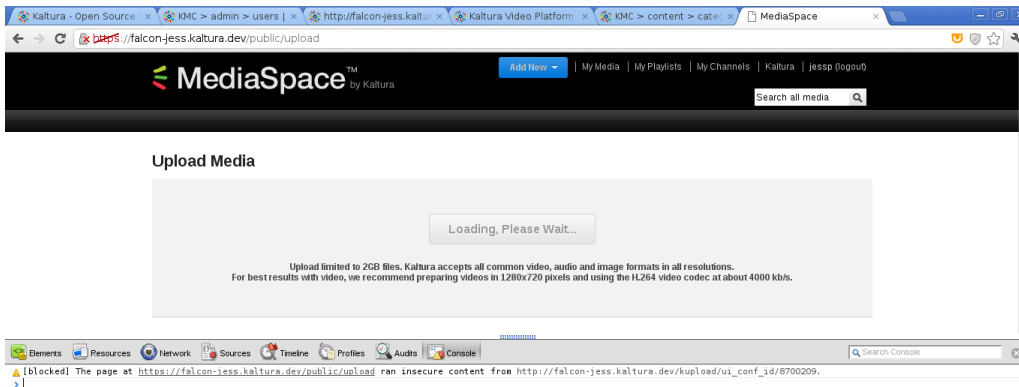 Kaltura - Open Source
KMC > admin > users |
http://falcon-jess.kaltu
Kaltura Video Platform
KMC > content > cate
MediaSpace
https://falcon-jess.kaltura.dev/public/upload
MediaSpace™ by Kaltura
Add New | My Media | My Playlists | My Channels | Kaltura | jessp (logout)
Search all media
Upload Media
Loading, Please Wait...
Upload limited to 2GB files. Kaltura accepts all common video, audio and image formats in all resolutions.
For best results with video, we recommend preparing videos in 1280x720 pixels and using the H.264 video codec at about 4000 kb/s.
Elements Resources Network Sources Timeline Profiles Audits Console Search Console
[blocked] The page at https://falcon-jess.kaltura.dev/public/upload ran insecure content from http://falcon-jess.kaltura.dev/kupload/ui_conf_id/8700209.
>